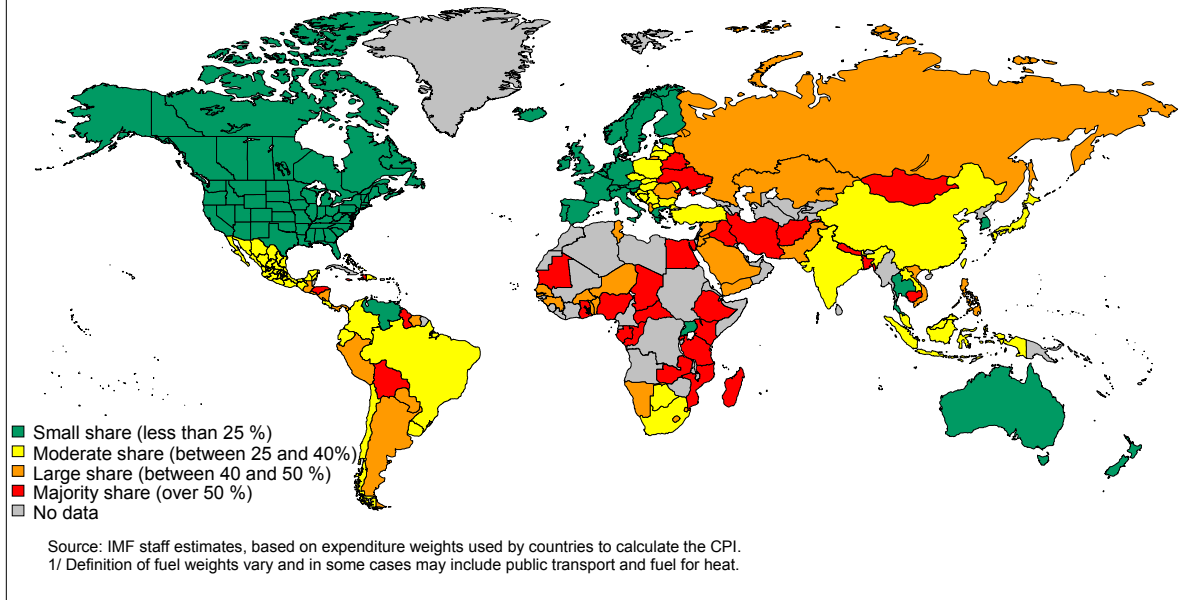 Small share (less than 25 %)
Moderate share (between 25 and 40%)
Large share (between 40 and 50 %)
Majority share (over 50 %)
No data
Source: IMF staff estimates, based on expenditure weights used by countries to calculate the CPI.
1/ Definition of fuel weights vary and in some cases may include public transport and fuel for heat.